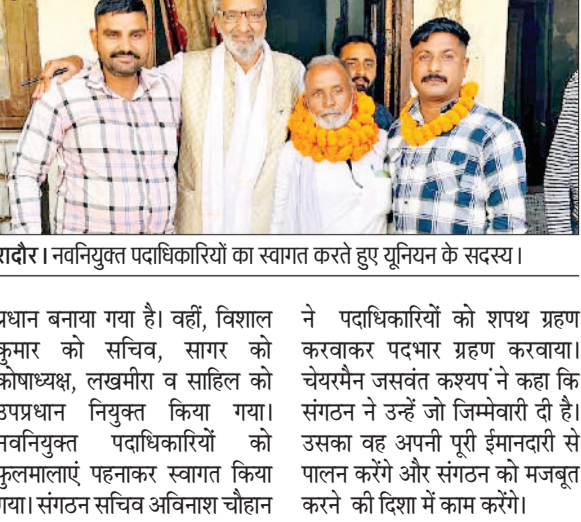 रादौर। नवनियुक्त पदाधिकारियों का स्वागत करते हुए यूनियन के सदस्य।
प्रधान बनाया गया है। वहीं, विशाल
कुमार को सचिव, सागर को
कोषाध्यक्ष, लखमीरा व साहिल को
उपप्रधान नियुक्त किया गया।
नवनियुक्त पदाधिकारियों को
फुलमालाएं पहनाकर स्वागत किया
गया। संगठन सचिव अविनाश चौहान
ने पदाधिकारियों को शपथ ग्रहण
करवाकर पदभार ग्रहण करवाया।
चेयरमैन जसवंत कश्यप ने कहा कि
संगठन ने उन्हें जो जिम्मेवारी दी है।
उसका वह अपनी पूरी ईमानदारी से
पालन करेंगे और संगठन को मजबूत
करने की दिशा में काम करेंगे।